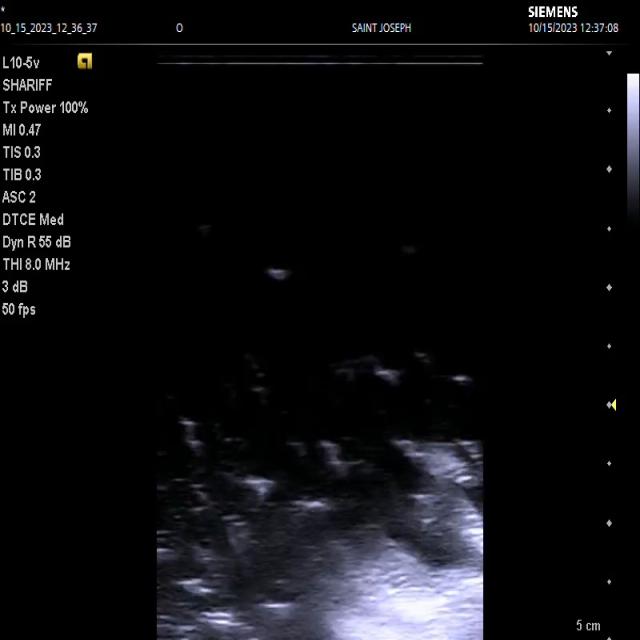 *
SIEMENS
10_15_2023_12_36_37 O SAINT JOSEPH 10/15/2023 12:37:08
L10-5v
SHARIFF
Tx Power 100%
MI 0.47
TIS 0.3
TIB 0.3
ASC 2
DTCE Med
Dyn R 55 dB
THI 8.0 MHz
3 dB
50 fps
5 cm